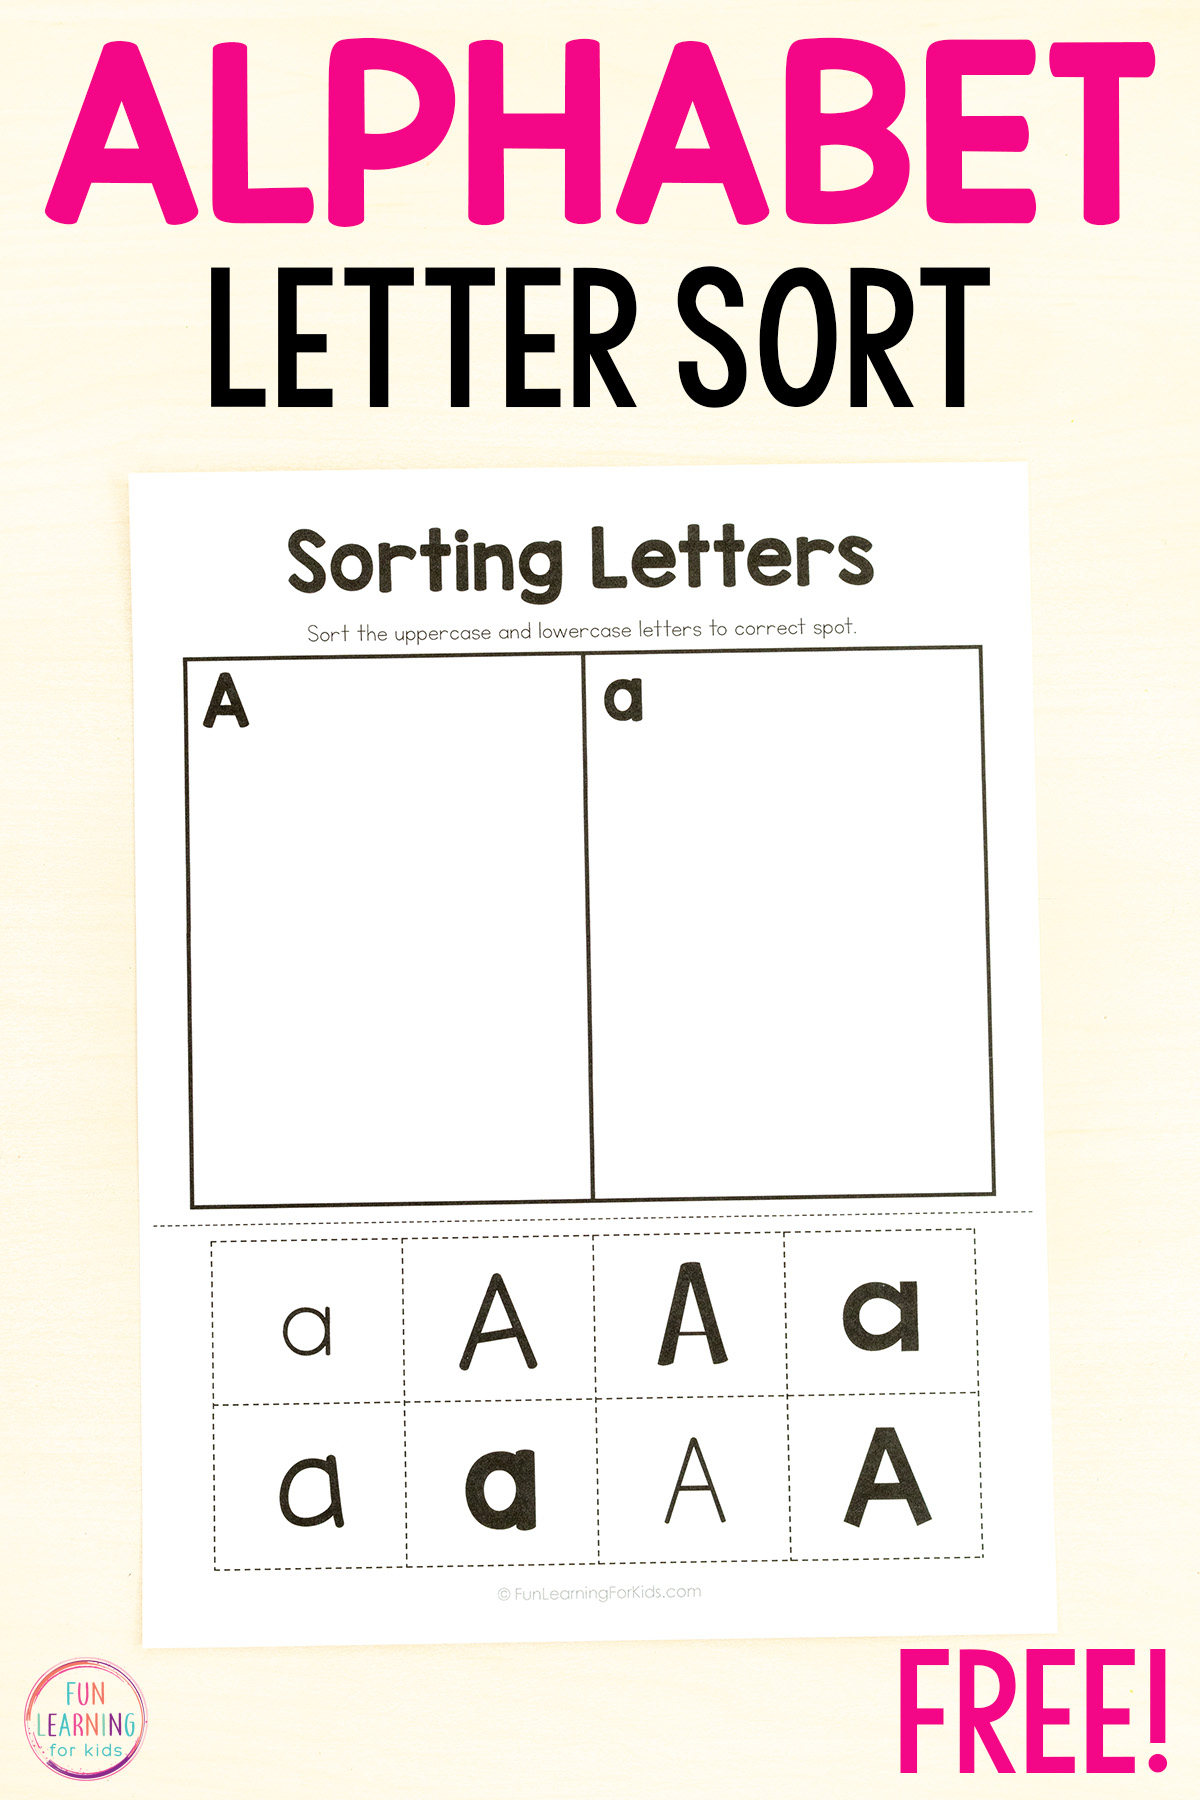 ALPHABET
LETTER SORT
Sorting Letters
Sort the uppercase and lowercase letters to correct spot.
A a
a A A a
a a A A
© FunLearningForKids.com
FREE!
FUN
LEARNING
for kids